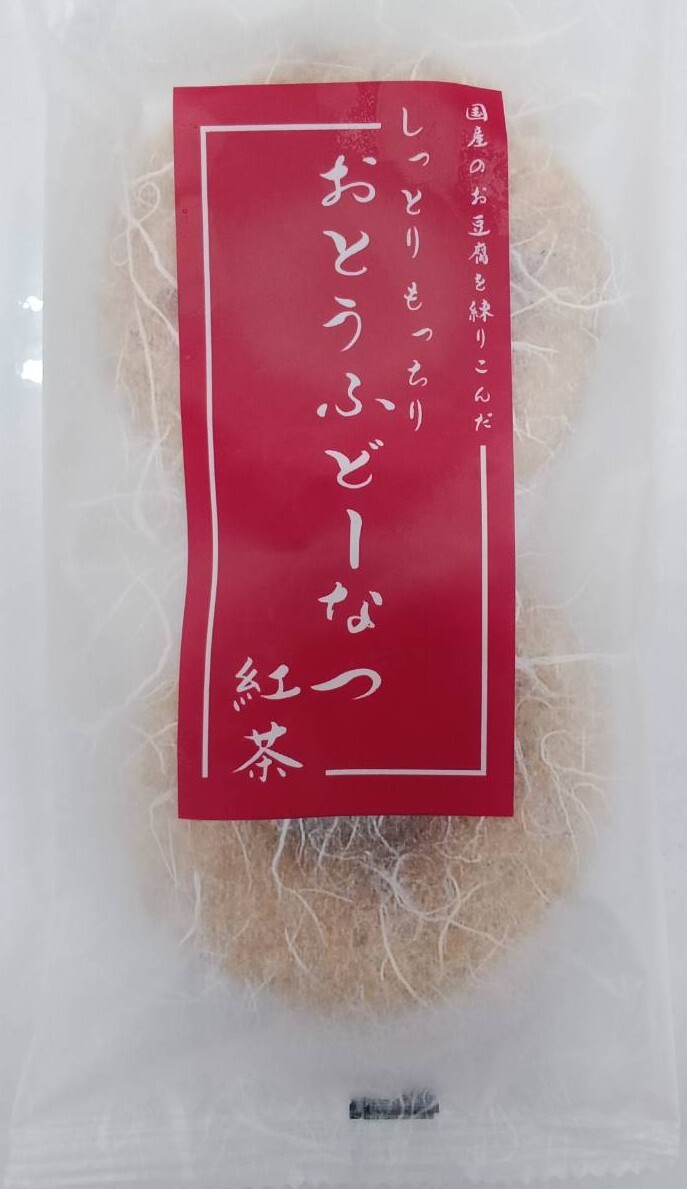 国産のお豆腐を練りこんだ
しっとりもっちり
おとうふどーなつ
紅茶